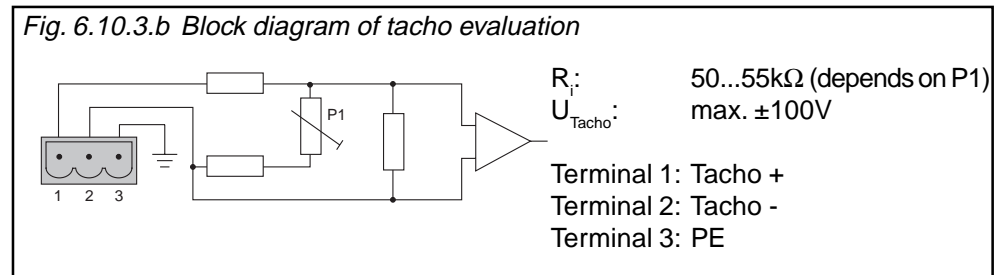 Fig. 6.10.3.b Block diagram of tacho evaluation
Ri: 50...55kΩ (depends on P1)
UTacho: max. ±100V
P1
Terminal 1: Tacho +
Terminal 2: Tacho -
Terminal 3: PE
1 2 3